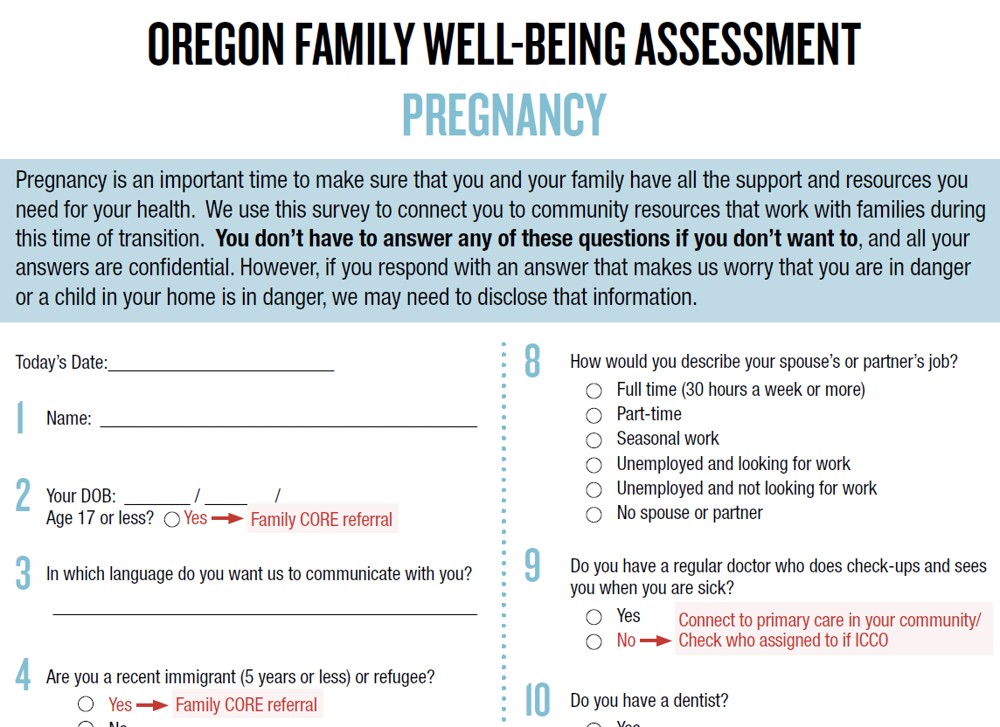 OREGON FAMILY WELL-BEING ASSESSMENT
PREGNANCY
Pregnancy is an important time to make sure that you and your family have all the support and resources you
need for your health.  We use this survey to connect you to community resources that work with families during
this time of transition.  You don't have to answer any of these questions if you don't want to, and all your
answers are confidential. However, if you respond with an answer that makes us worry that you are in danger
or a child in your home is in danger, we may need to disclose that information.
Today's Date:
1 Name:
2 Your DOB: / /
Age 17 or less? Yes Family CORE referral
3 In which language do you want us to communicate with you?
4 Are you a recent immigrant (5 years or less) or refugee?
Yes Family CORE referral
No
8 How would you describe your spouse's or partner's job?
Full time (30 hours a week or more)
Part-time
Seasonal work
Unemployed and looking for work
Unemployed and not looking for work
No spouse or partner
9 Do you have a regular doctor who does check-ups and sees
you when you are sick?
Yes Connect to primary care in your community/
No Check who assigned to if ICCO
10 Do you have a dentist?
Yes